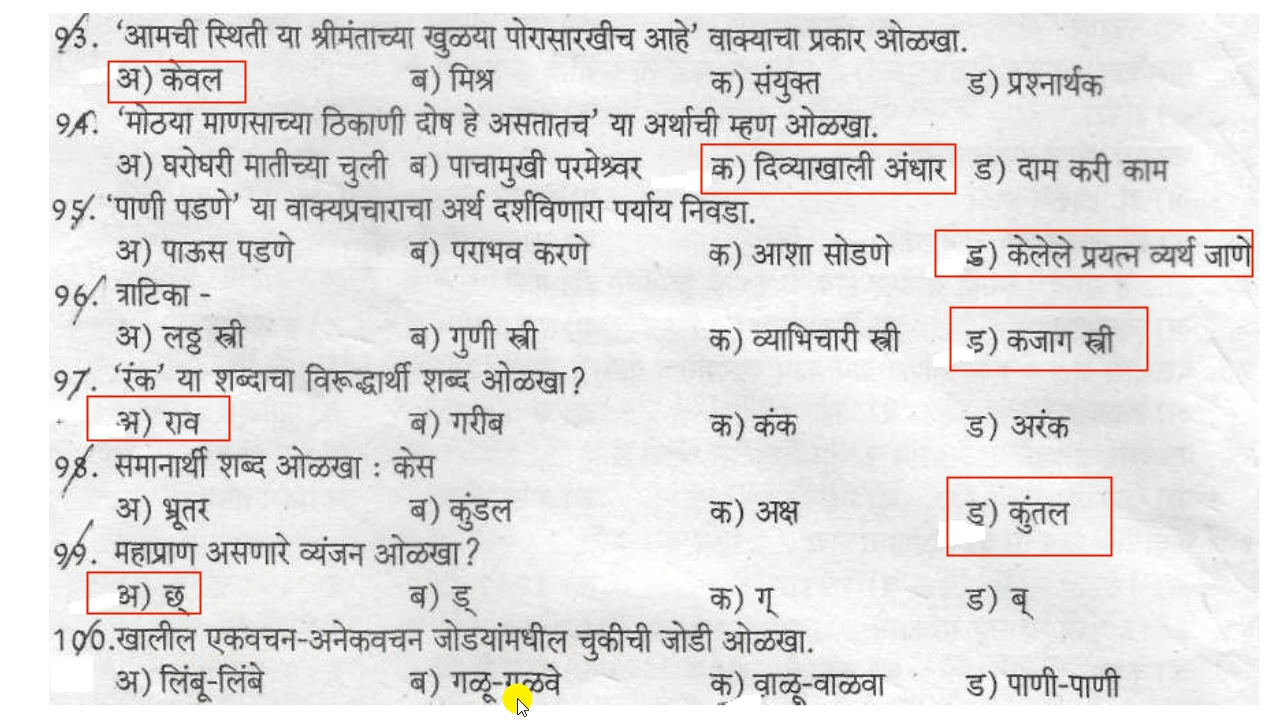 93. 'आमची स्थिती या श्रीमंताच्या खुळया पोरासारखीच आहे' वाक्याचा प्रकार ओळखा.
अ) केवल ब) मिश्र क) संयुक्त ड) प्रश्नार्थक
94. 'मोठया माणसाच्या ठिकाणी दोष हे असतातच' या अर्थाची म्हण ओळखा.
अ) घरोघरी मातीच्या चुली ब) पाचामुखी परमेश्वर क) दिव्याखाली अंधार ड) दाम करी काम
95. 'पाणी पडणे' या वाक्यप्रचाराचा अर्थ दर्शविणारा पर्याय निवडा.
अ) पाऊस पडणे ब) पराभव करणे क) आशा सोडणे ड) केलेले प्रयत्न व्यर्थ जाणे
96. त्राटिका -
अ) लठ्ठ स्त्री ब) गुणी स्त्री क) व्याभिचारी स्त्री ड) कजाग स्त्री
97. 'रंक' या शब्दाचा विरूद्धार्थी शब्द ओळखा?
अ) राव ब) गरीब क) कंक ड) अरंक
98. समानार्थी शब्द ओळखा : केस
अ) भ्रूतर ब) कुंडल क) अक्ष ड) कुंतल
99. महाप्राण असणारे व्यंजन ओळखा?
अ) छ् ब) ड् क) ग् ड) ब्
100.खालील एकवचन-अनेकवचन जोडयांमधील चुकीची जोडी ओळखा.
अ) लिंबू-लिंबे ब) गळू-गळवे क) वाळू-वाळवा ड) पाणी-पाणी